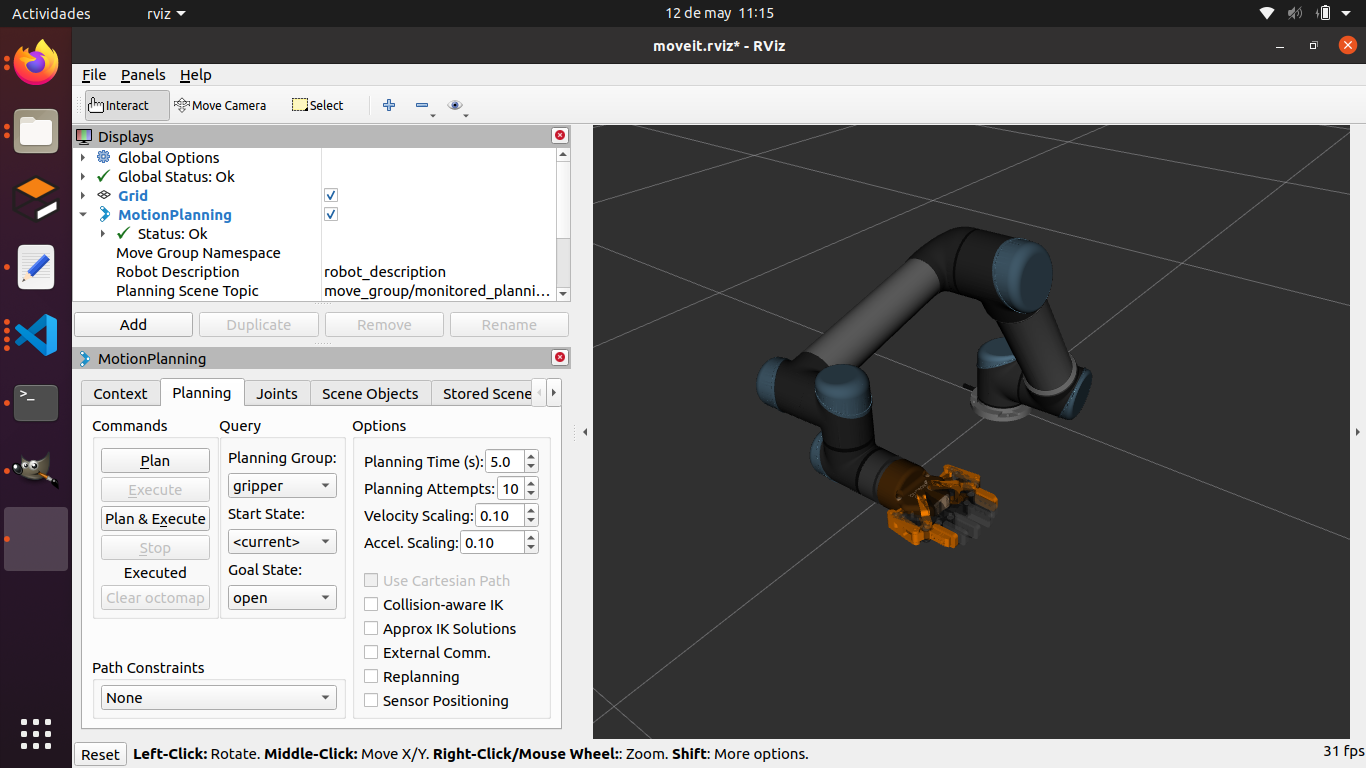 Actividades
rviz
12 de may 11:15
moveit.rviz* - RViz
File Panels Help
Interact Move Camera Select
Displays
Global Options
Global Status: Ok
Grid
MotionPlanning
Status: Ok
Move Group Namespace
Robot Description robot_description
Planning Scene Topic move_group/monitored_planni...
Add Duplicate Remove Rename
MotionPlanning
Context Planning Joints Scene Objects Stored Scene
Commands
Plan
Execute
Plan & Execute
Stop
Executed
Clear octomap
Query
Planning Group:
gripper
Start State:
<current>
Goal State:
open
Options
Planning Time (s): 5.0
Planning Attempts: 10
Velocity Scaling: 0.10
Accel. Scaling: 0.10
Use Cartesian Path
Collision-aware IK
Approx IK Solutions
External Comm.
Replanning
Sensor Positioning
Path Constraints
None
Reset Left-Click: Rotate. Middle-Click: Move X/Y. Right-Click/Mouse Wheel:: Zoom. Shift: More options.
31 fps